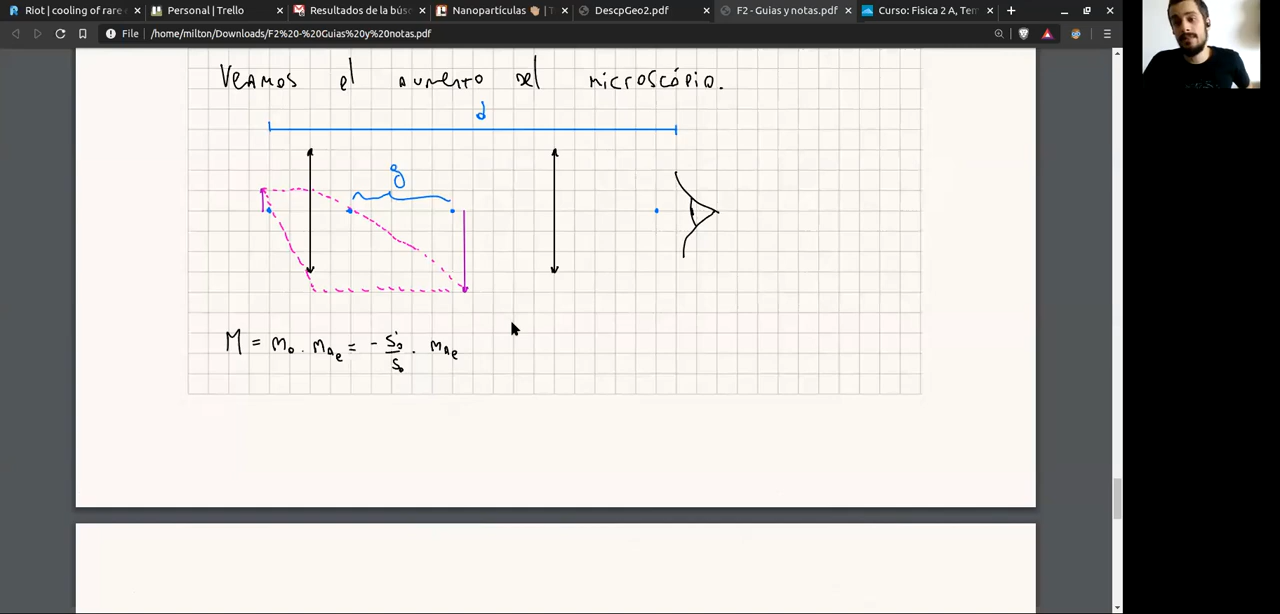 Riot | cooling of rare e
Personal | Trello
Resultados de la búsc
Nanopartículas 👋🏼 | T
DescpGeo2.pdf
F2 - Guias y notas.pdf
Curso: Fisica 2 A, Tem
File | /home/milton/Downloads/F2%20-%20Guias%20y%20notas.pdf
Veamos el aumento del microscópio.
d
g
M = m₀ . mₐₑ = - s₀' / s₀ . mₐₑ